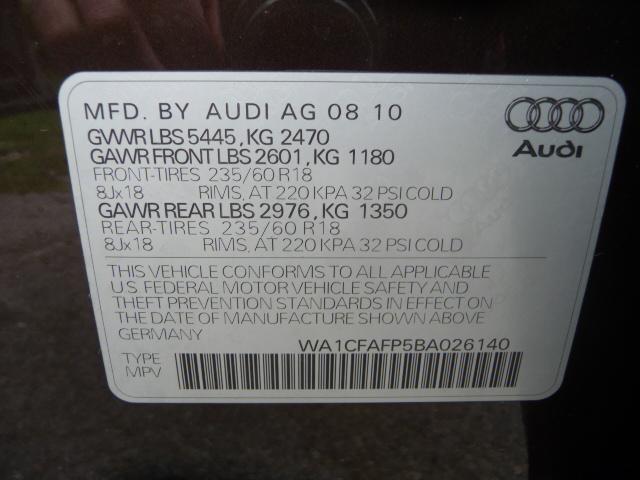 MFD. BY AUDI AG 08 10
GVWR LBS 5445, KG 2470
GAWR FRONT LBS 2601, KG 1180
FRONT-TIRES 235/60 R18
8Jx18 RIMS, AT 220 KPA 32 PSI COLD
GAWR REAR LBS 2976, KG 1350
REAR-TIRES 235/60 R18
8Jx18 RIMS, AT 220 KPA 32 PSI COLD
Audi
THIS VEHICLE CONFORMS TO ALL APPLICABLE
U.S. FEDERAL MOTOR VEHICLE SAFETY AND
THEFT PREVENTION STANDARDS IN EFFECT ON
THE DATE OF MANUFACTURE SHOWN ABOVE
GERMANY
WA1CFAFP5BA026140
TYPE
MPV